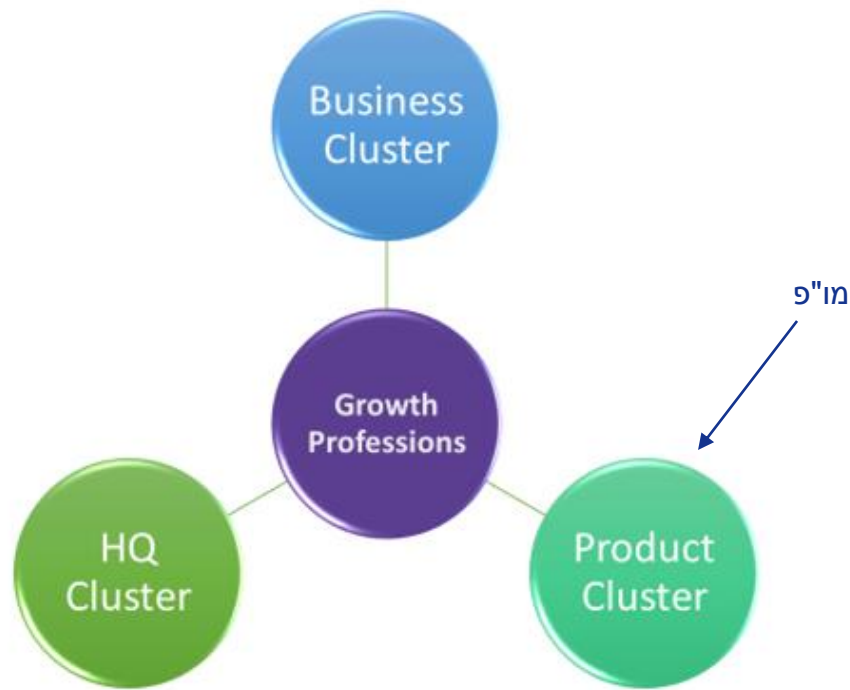 Business
Cluster
מו"פ
Growth
Professions
HQ
Cluster
Product
Cluster